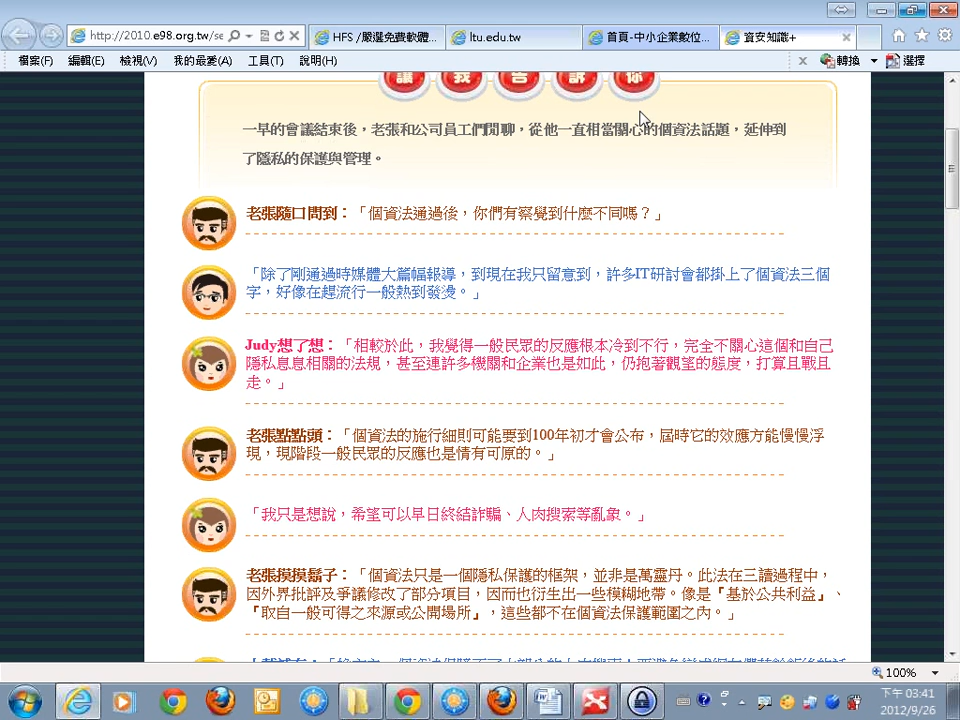 http://2010.e98.org.tw/se
HFS /嚴選免費軟體...
ltu.edu.tw
首頁-中小企業數位...
資安知識+
檔案(F)
編輯(E)
檢視(V)
我的最愛(A)
工具(T)
說明(H)
轉換
選擇
讓我告訴你
一早的會議結束後，老張和公司員工們閒聊，從他一直相當關心的個資法話題，延伸到
了隱私的保護與管理。
老張隨口問到：「個資法通過後，你們有察覺到什麼不同嗎？」
「除了剛通過時媒體大篇幅報導，到現在我只留意到，許多IT研討會都掛上了個資法三個
字，好像在趕流行一般熱到發燙。」
Judy想了想：「相較於此，我覺得一般民眾的反應根本冷到不行，完全不關心這個和自己
隱私息息相關的法規，甚至連許多機關和企業也是如此，仍抱著觀望的態度，打算且戰且
走。」
老張點點頭：「個資法的施行細則可能要到100年初才會公布，屆時它的效應方能慢慢浮
現，現階段一般民眾的反應也是情有可原的。」
「我只是想說，希望可以早日終結詐騙、人肉搜索等亂象。」
老張摸摸鬍子：「個資法只是一個隱私保護的框架，並非是萬靈丹。此法在三讀過程中，
因外界批評及爭議修改了部分項目，因而也衍生出一些模糊地帶。像是『基於公共利益』、
『取自一般可得之來源或公開場所』，這些都不在個資法保護範圍之內。」
100%
下午 03:41
2012/9/26